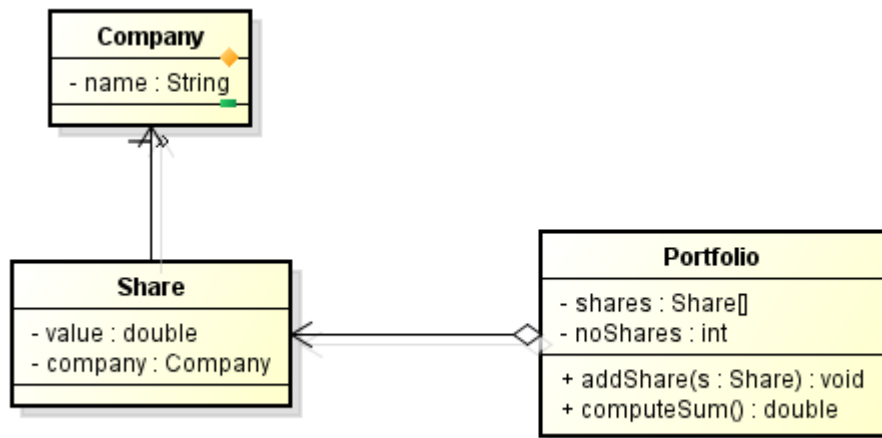 Company
- name : String
Share
- value : double
- company : Company
Portfolio
- shares : Share[]
- noShares : int
+ addShare(s : Share) : void
+ computeSum() : double